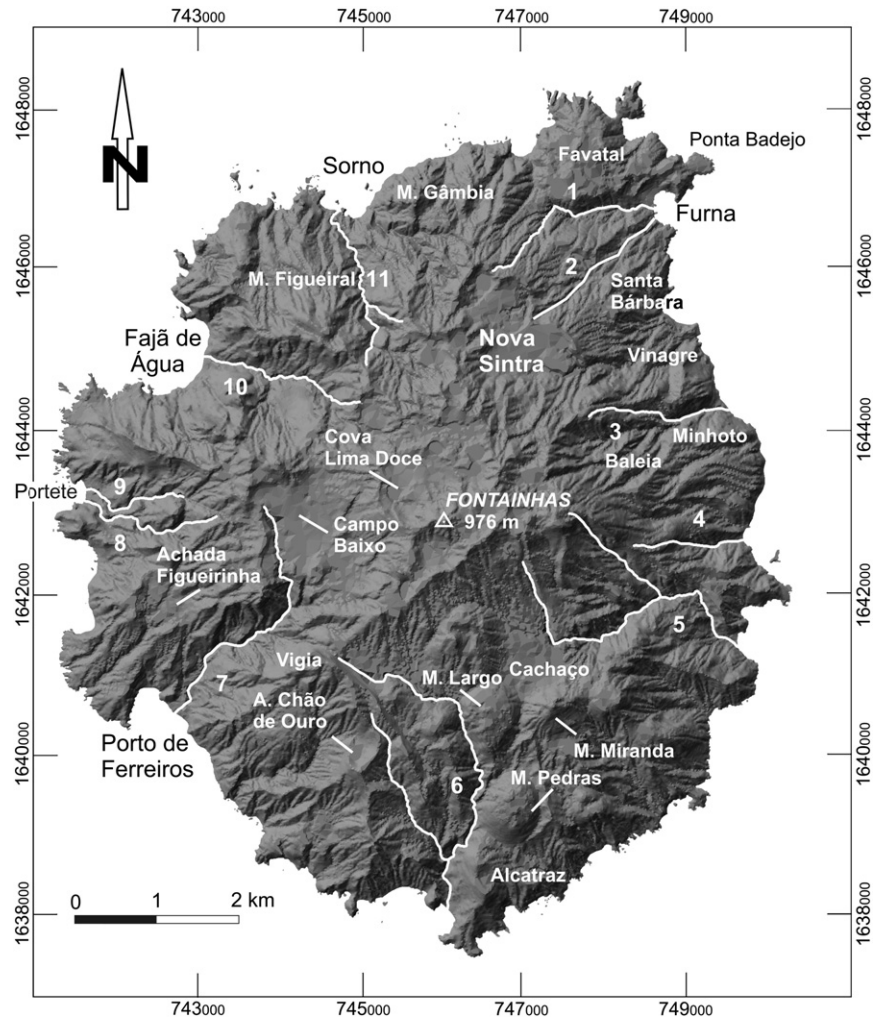 743000 745000 747000 749000
1648000
1648000
Ponta Badejo
Favatal
Sorno
M. Gâmbia
1
Furna
N
1646000
1646000
2
M. Figueiral
11
Santa
Bárbara
Nova
Sintra
Fajã de
Água
Vinagre
10
1644000
1644000
3
Minhoto
Cova
Lima Doce
Baleia
9
Portete
FONTAINHAS
976 m
4
Campo
Baixo
8
Achada
Figueirinha
1642000
1642000
5
Vigia
Cachaço
7
M. Largo
A. Chão
de Ouro
Porto de
Ferreiros
1640000
1640000
M. Miranda
6
M. Pedras
Alcatraz
0 1 2 km
1638000
1638000
743000 745000 747000 749000